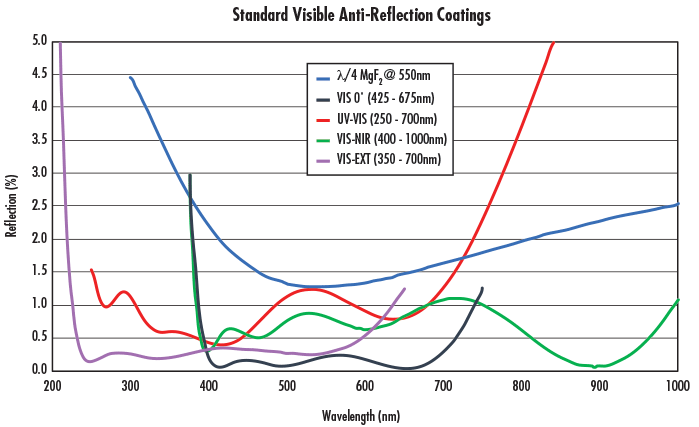 Standard Visible Anti-Reflection Coatings
5.0
4.5
4.0
3.5
3.0
2.5
2.0
1.5
1.0
0.5
0.0
Reflection (%)
λ/4 MgF₂ @ 550nm
VIS 0˚ (425 - 675nm)
UV-VIS (250 - 700nm)
VIS-NIR (400 - 1000nm)
VIS-EXT (350 - 700nm)
200 300 400 500 600 700 800 900 1000
Wavelength (nm)